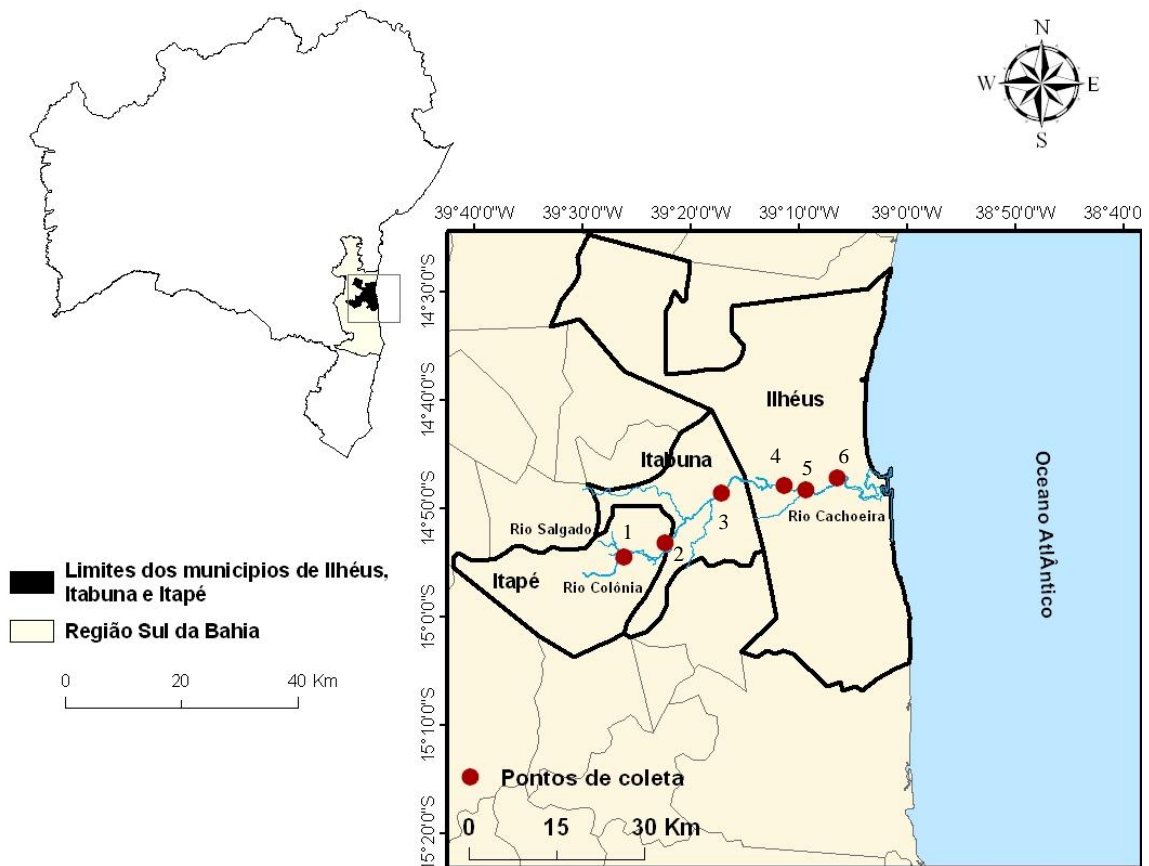 N
W
E
S
39°40'0"W
39°30'0"W
39°20'0"W
39°10'0"W
39°0'0"W
38°50'0"W
38°40'0
14°30'0"S
14°40'0"S
14°50'0"S
15°0'0"S
15°10'0"S
15°20'0"S
Ilhéus
Itabuna
4
5
6
Rio Cachoeira
3
Rio Salgado
1
2
Itapé
Rio Colônia
Oceano AtlÂntico
Limites dos municipios de Ilhéus,
Itabuna e Itapé
Região Sul da Bahia
0 20 40 Km
Pontos de coleta
0 15 30 Km